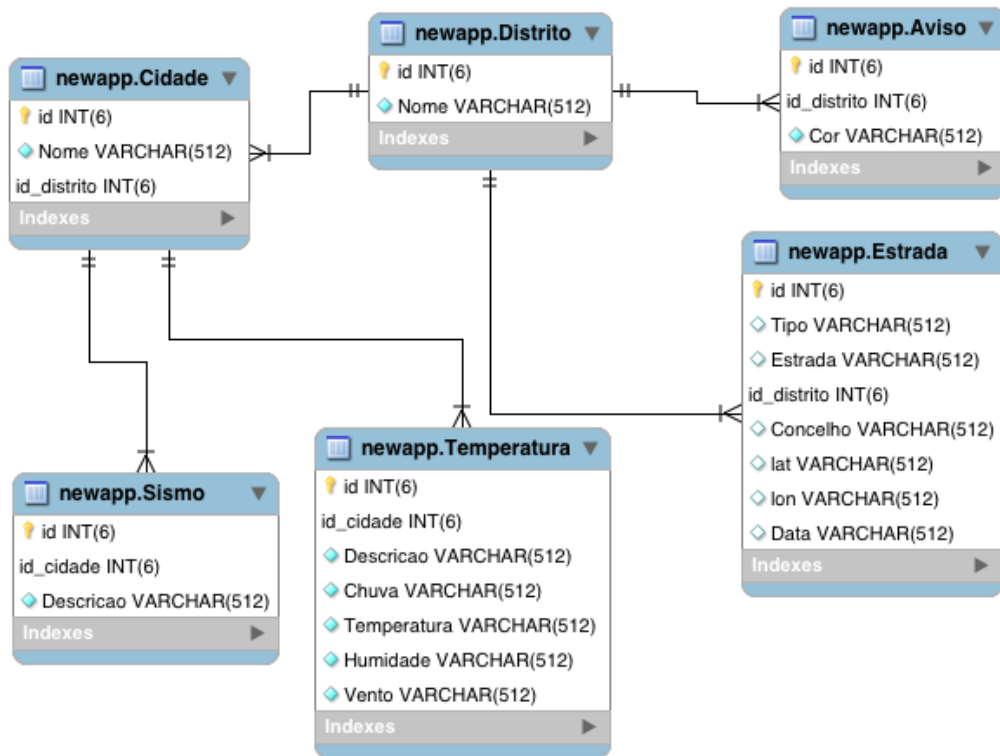 newapp.Cidade
id INT(6)
Nome VARCHAR(512)
id_distrito INT(6)
Indexes
newapp.Distrito
id INT(6)
Nome VARCHAR(512)
Indexes
newapp.Aviso
id INT(6)
id_distrito INT(6)
Cor VARCHAR(512)
Indexes
newapp.Estrada
id INT(6)
Tipo VARCHAR(512)
Estrada VARCHAR(512)
id_distrito INT(6)
Concelho VARCHAR(512)
lat VARCHAR(512)
lon VARCHAR(512)
Data VARCHAR(512)
Indexes
newapp.Sismo
id INT(6)
id_cidade INT(6)
Descricao VARCHAR(512)
Indexes
newapp.Temperatura
id INT(6)
id_cidade INT(6)
Descricao VARCHAR(512)
Chuva VARCHAR(512)
Temperatura VARCHAR(512)
Humidade VARCHAR(512)
Vento VARCHAR(512)
Indexes